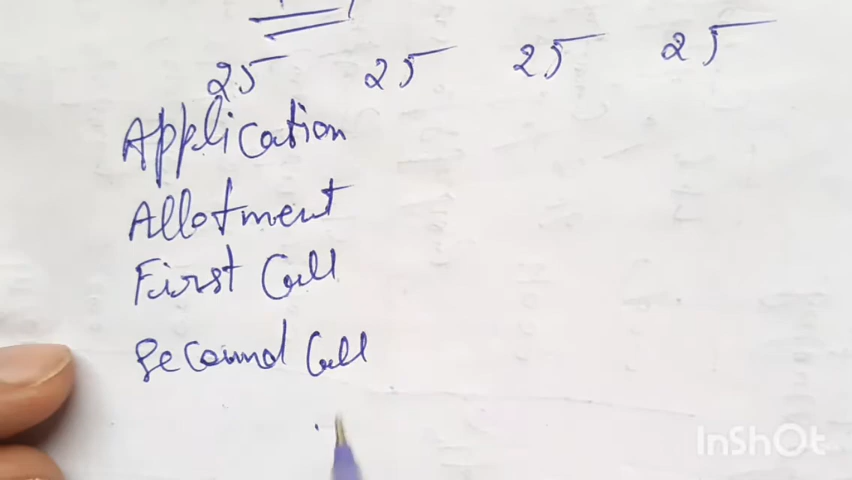 25 25 25 25
Application
Allotment
First Call
Second Call
InShOt